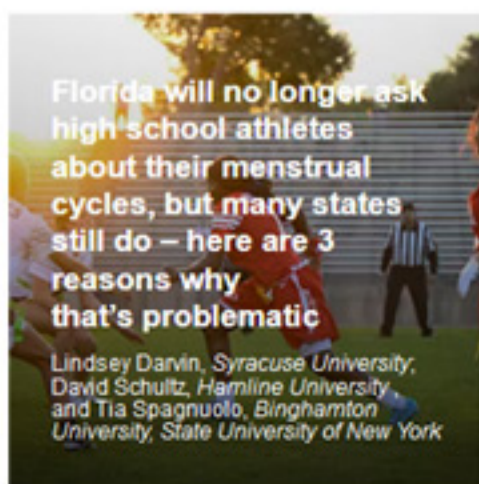 Florida will no longer ask
high school athletes
about their menstrual
cycles, but many states
still do – here are 3
reasons why
that's problematic
Lindsey Darvin, Syracuse University;
David Schultz, Hamline University
and Tia Spagnuolo, Binghamton
University, State University of New York